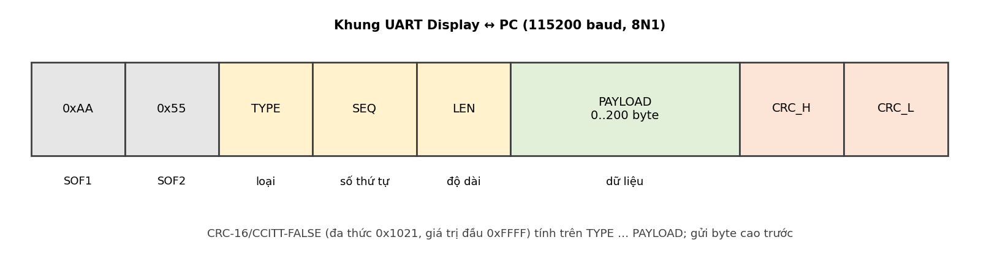 Khung UART Display ↔ PC (115200 baud, 8N1)
0xAA
0x55
TYPE
SEQ
LEN
PAYLOAD
0..200 byte
CRC_H
CRC_L
SOF1
SOF2
loại
số thứ tự
độ dài
dữ liệu
CRC-16/CCITT-FALSE (đa thức 0x1021, giá trị đầu 0xFFFF) tính trên TYPE … PAYLOAD; gửi byte cao trước